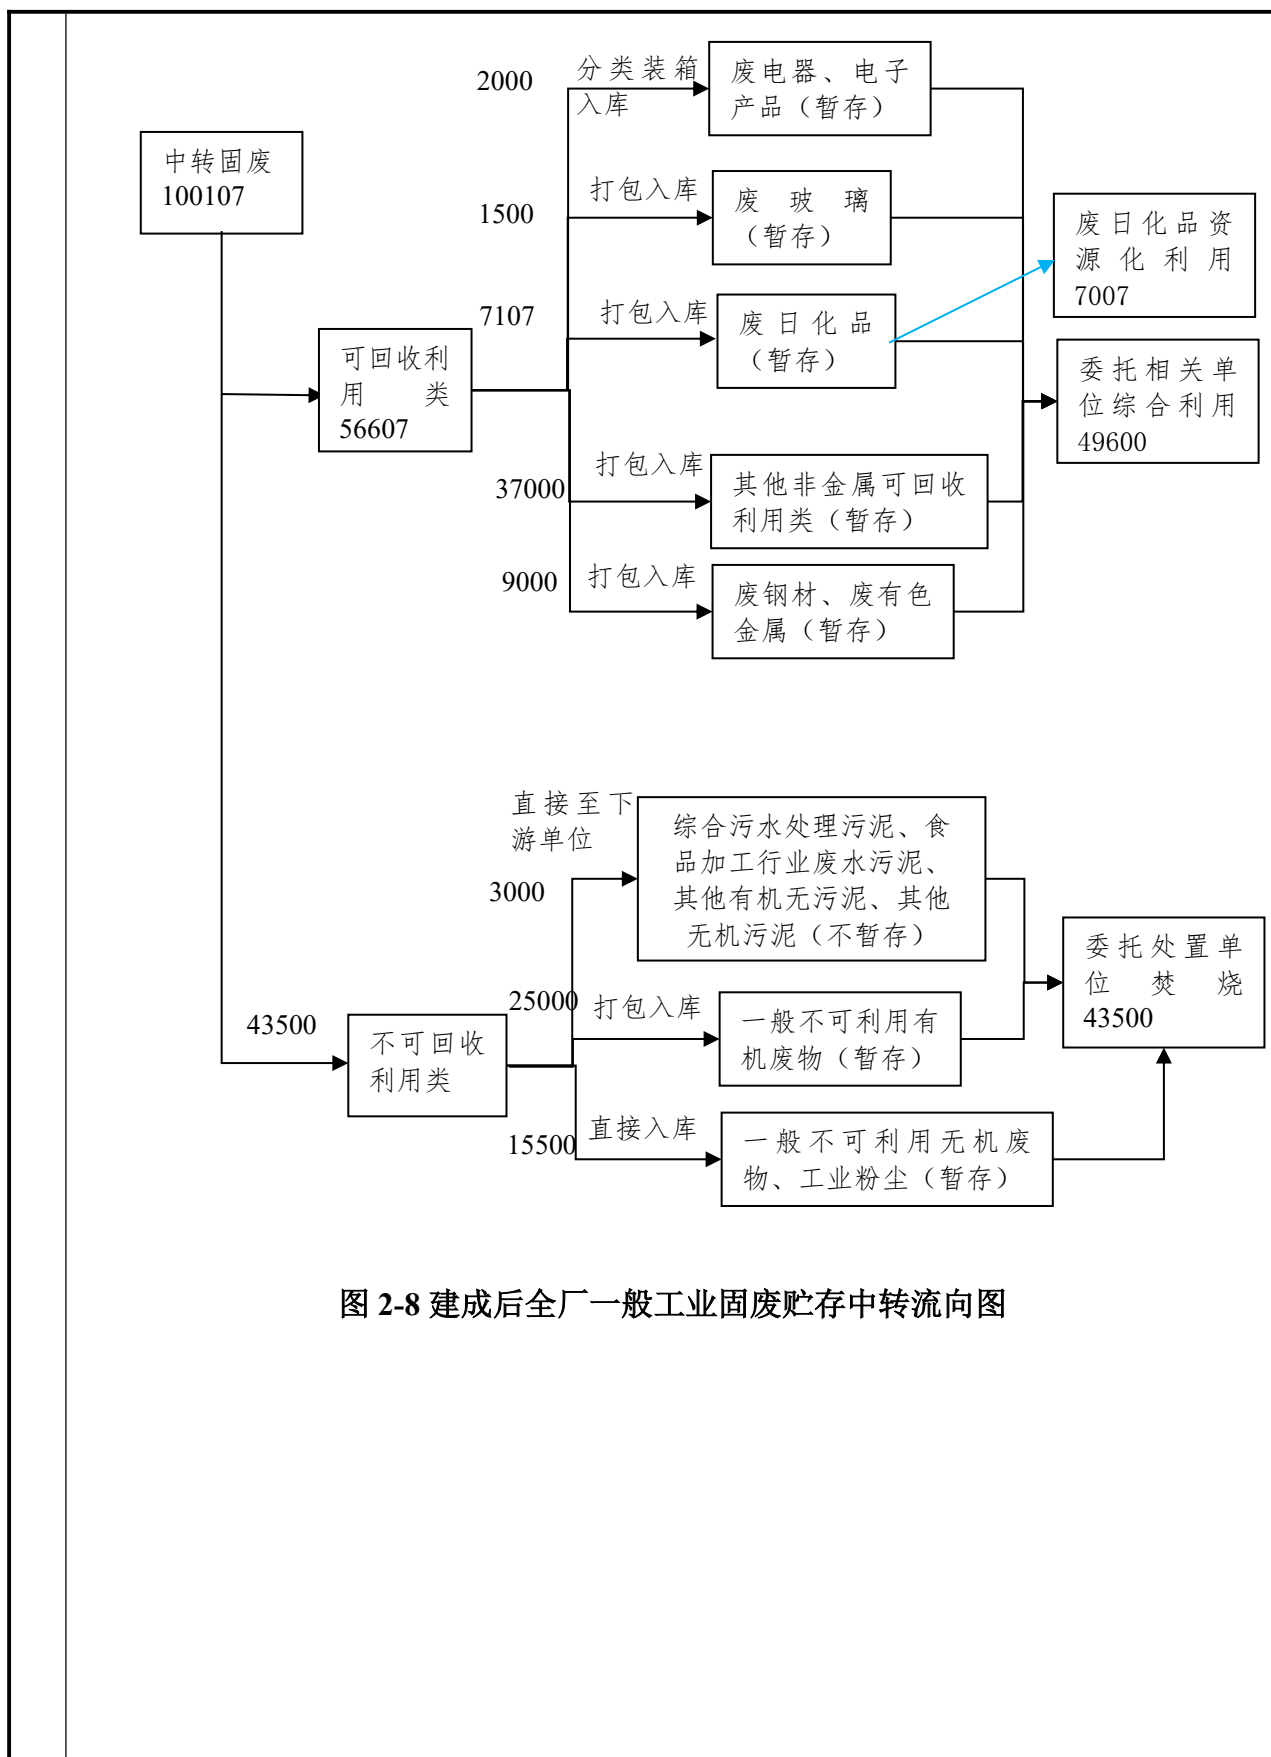 中转固废
100107
可回收利
用类
56607
2000
分类装箱
入库
废电器、电子
产品（暂存）
1500
打包入库
废玻璃
（暂存）
7107
打包入库
废日化品
（暂存）
37000
打包入库
其他非金属可回收
利用类（暂存）
9000
打包入库
废钢材、废有色
金属（暂存）
废日化品资
源化利用
7007
委托相关单
位综合利用
49600
43500
不可回收
利用类
直接至下
游单位
3000
综合污水处理污泥、食
品加工行业废水污泥、
其他有机无污泥、其他
无机污泥（不暂存）
25000
打包入库
一般不可利用有
机废物（暂存）
15500
直接入库
一般不可利用无机废
物、工业粉尘（暂存）
委托处置单
位焚烧
43500
图 2-8 建成后全厂一般工业固废贮存中转流向图